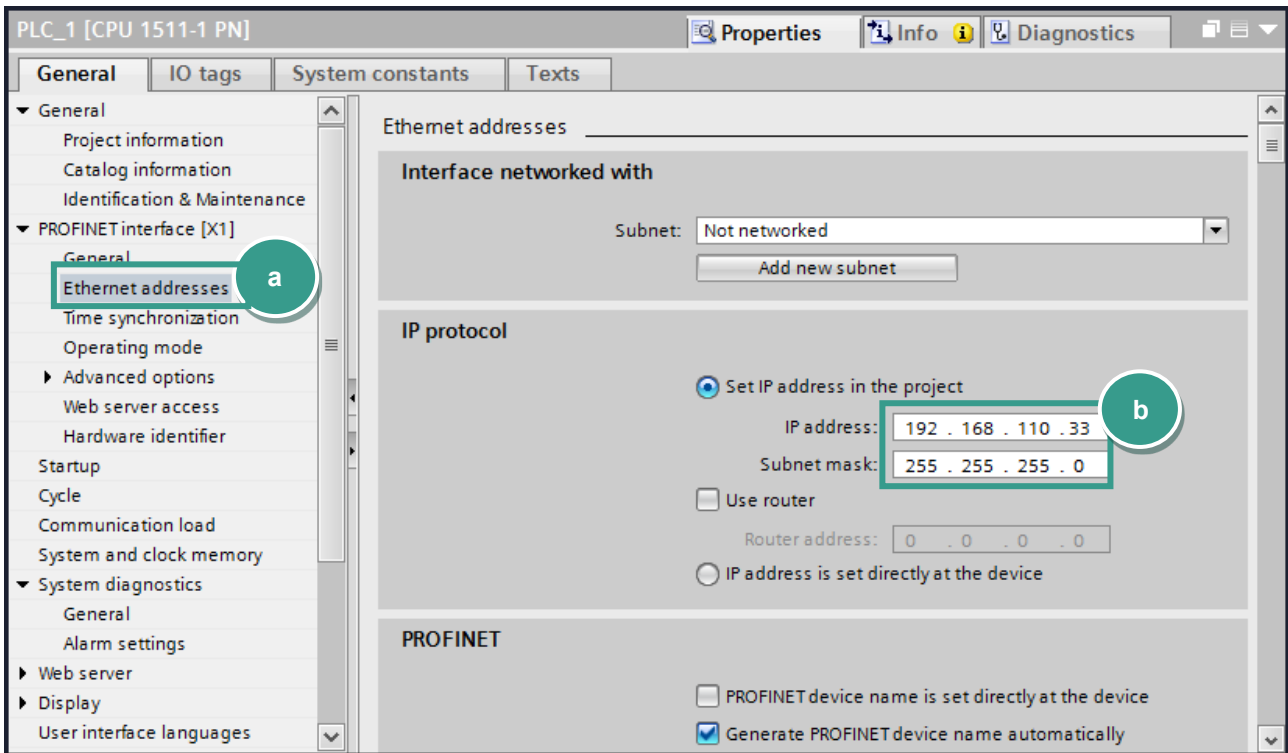 PLC_1 [CPU 1511-1 PN]
Properties
Info
Diagnostics
General
IO tags
System constants
Texts
General
Project information
Catalog information
Identification & Maintenance
PROFINET interface [X1]
General
Ethernet addresses
a
Time synchronization
Operating mode
Advanced options
Web server access
Hardware identifier
Startup
Cycle
Communication load
System and clock memory
System diagnostics
General
Alarm settings
Web server
Display
User interface languages
Ethernet addresses
Interface networked with
Subnet: Not networked
Add new subnet
IP protocol
Set IP address in the project
IP address: 192 . 168 . 110 . 33
b
Subnet mask: 255 . 255 . 255 . 0
Use router
Router address: 0 . 0 . 0 . 0
IP address is set directly at the device
PROFINET
PROFINET device name is set directly at the device
Generate PROFINET device name automatically